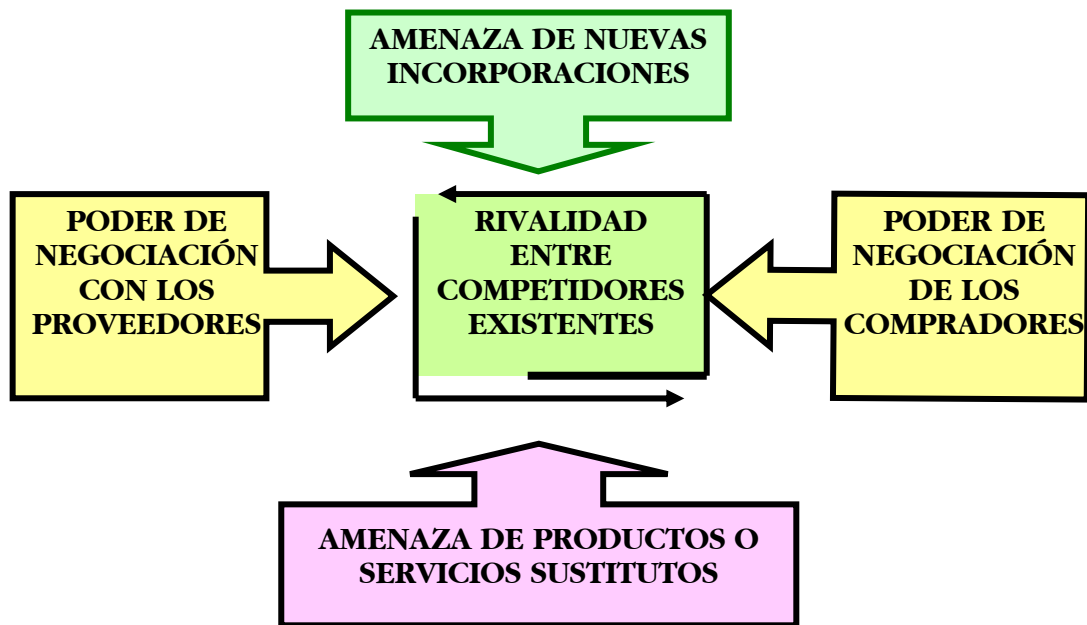 AMENAZA DE NUEVAS
INCORPORACIONES
PODER DE
NEGOCIACIÓN
CON LOS
PROVEEDORES
RIVALIDAD
ENTRE
COMPETIDORES
EXISTENTES
PODER DE
NEGOCIACIÓN
DE LOS
COMPRADORES
AMENAZA DE PRODUCTOS O
SERVICIOS SUSTITUTOS